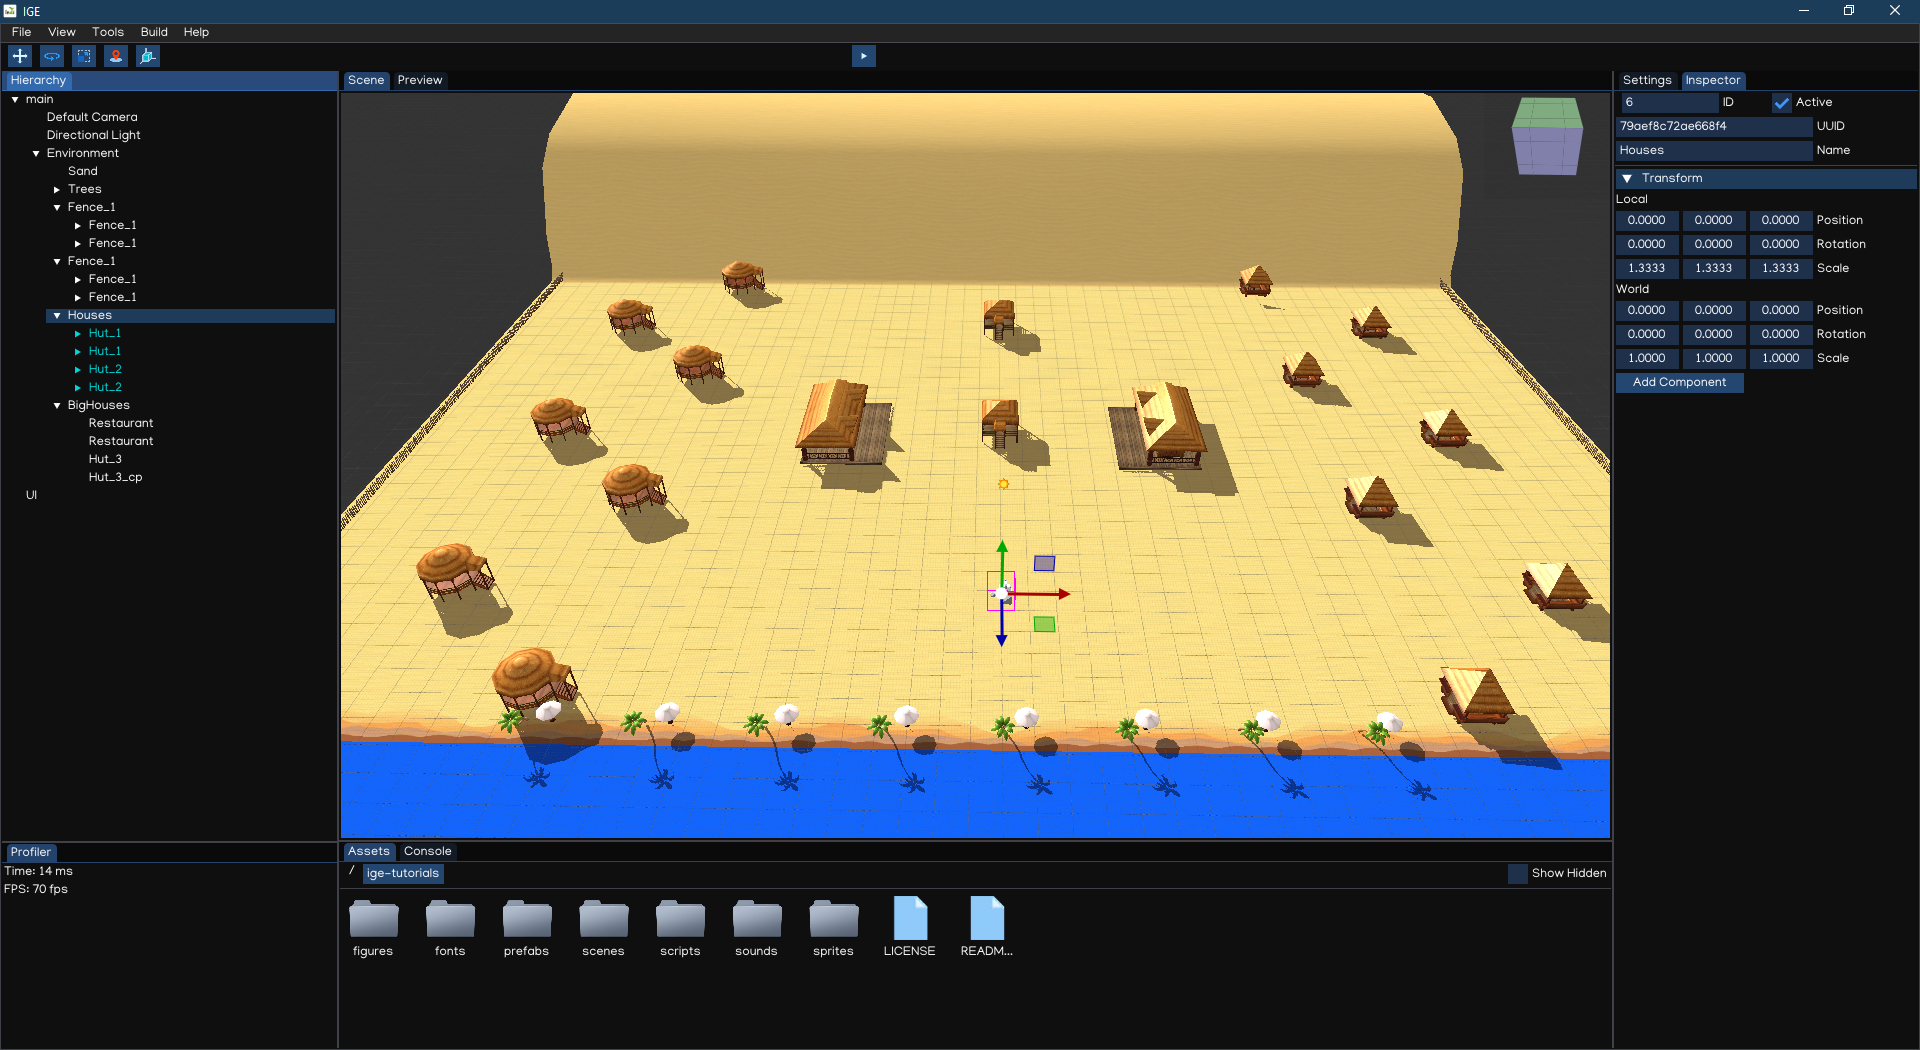 IGE
File View Tools Build Help
Hierarchy
main
Default Camera
Directional Light
Environment
Sand
Trees
Fence_1
Fence_1
Fence_1
Fence_1
Fence_1
Fence_1
Houses
Hut_1
Hut_1
Hut_2
Hut_2
BigHouses
Restaurant
Restaurant
Hut_3
Hut_3_cp
UI
Profiler
Time: 14 ms
FPS: 70 fps
Scene Preview
Assets Console
/ ige-tutorials Show Hidden
figures fonts prefabs scenes scripts sounds sprites LICENSE READM...
Settings Inspector
6 ID Active
79aef8c72ae668f4 UUID
Houses Name
Transform
Local
0.0000 0.0000 0.0000 Position
0.0000 0.0000 0.0000 Rotation
1.3333 1.3333 1.3333 Scale
World
0.0000 0.0000 0.0000 Position
0.0000 0.0000 0.0000 Rotation
1.0000 1.0000 1.0000 Scale
Add Component